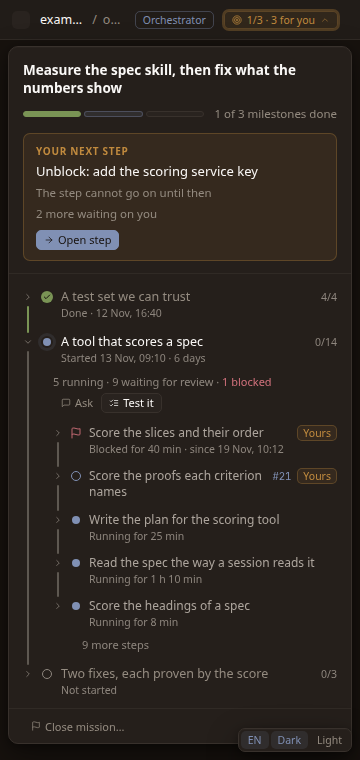 exam... / o... Orchestrator 1/3 · 3 for you
Measure the spec skill, then fix what the
numbers show
1 of 3 milestones done
YOUR NEXT STEP
Unblock: add the scoring service key
The step cannot go on until then
2 more waiting on you
Open step
A test set we can trust 4/4
Done · 12 Nov, 16:40
A tool that scores a spec 0/14
Started 13 Nov, 09:10 · 6 days
5 running · 9 waiting for review · 1 blocked
Ask Test it
Score the slices and their order Yours
Blocked for 40 min · since 19 Nov, 10:12
Score the proofs each criterion #21 Yours
names
Write the plan for the scoring tool
Running for 25 min
Read the spec the way a session reads it
Running for 1 h 10 min
Score the headings of a spec
Running for 8 min
9 more steps
Two fixes, each proven by the score 0/3
Not started
Close mission...
EN Dark Light